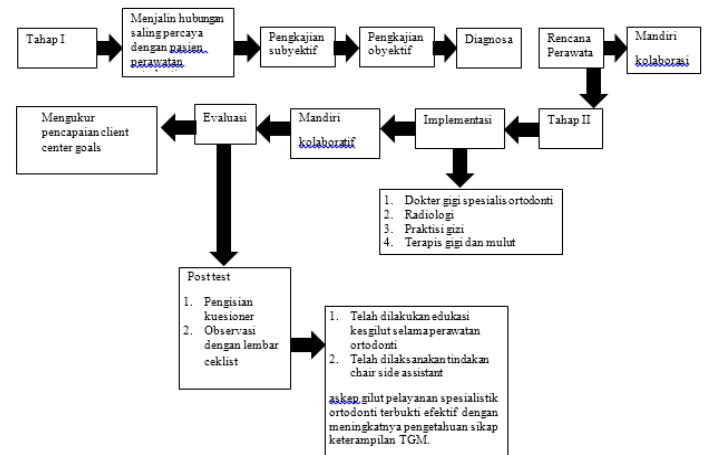 Tahap I
Menjalin hubungan
saling percaya
dengan pasien
perawatan
Pengkajian
subyektif
Pengkajian
obyektif
Diagnosa
Rencana
Perawata
Mandiri
kolaborasi
Mengukur
pencapaian client
center goals
Evaluasi
Mandiri
kolaboratif
Implementasi
Tahap II
1. Dokter gigi spesialis ortodonti
2. Radiologi
3. Praktisi gizi
4. Terapis gigi dan mulut
Post test
1. Pengisian
kuesioner
2. Observasi
dengan lembar
ceklist
1. Telah dilakukan edukasi
kesgilut selama perawatan
ortodonti
2. Telah dilaksanakan tindakan
chair side assistant
askep gilut pelayanan spesialistik
ortodonti terbukti efektif dengan
meningkatnya pengetahuan sikap
keterampilan TGM.